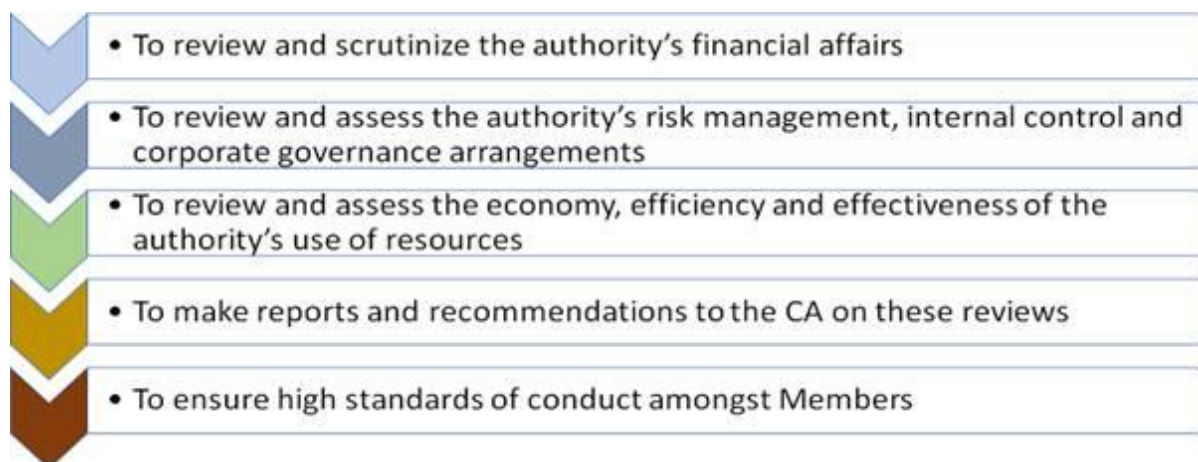 • To review and scrutinize the authority's financial affairs
• To review and assess the authority's risk management, internal control and
corporate governance arrangements
• To review and assess the economy, efficiency and effectiveness of the
authority's use of resources
• To make reports and recommendations to the CA on these reviews
• To ensure high standards of conduct amongst Members